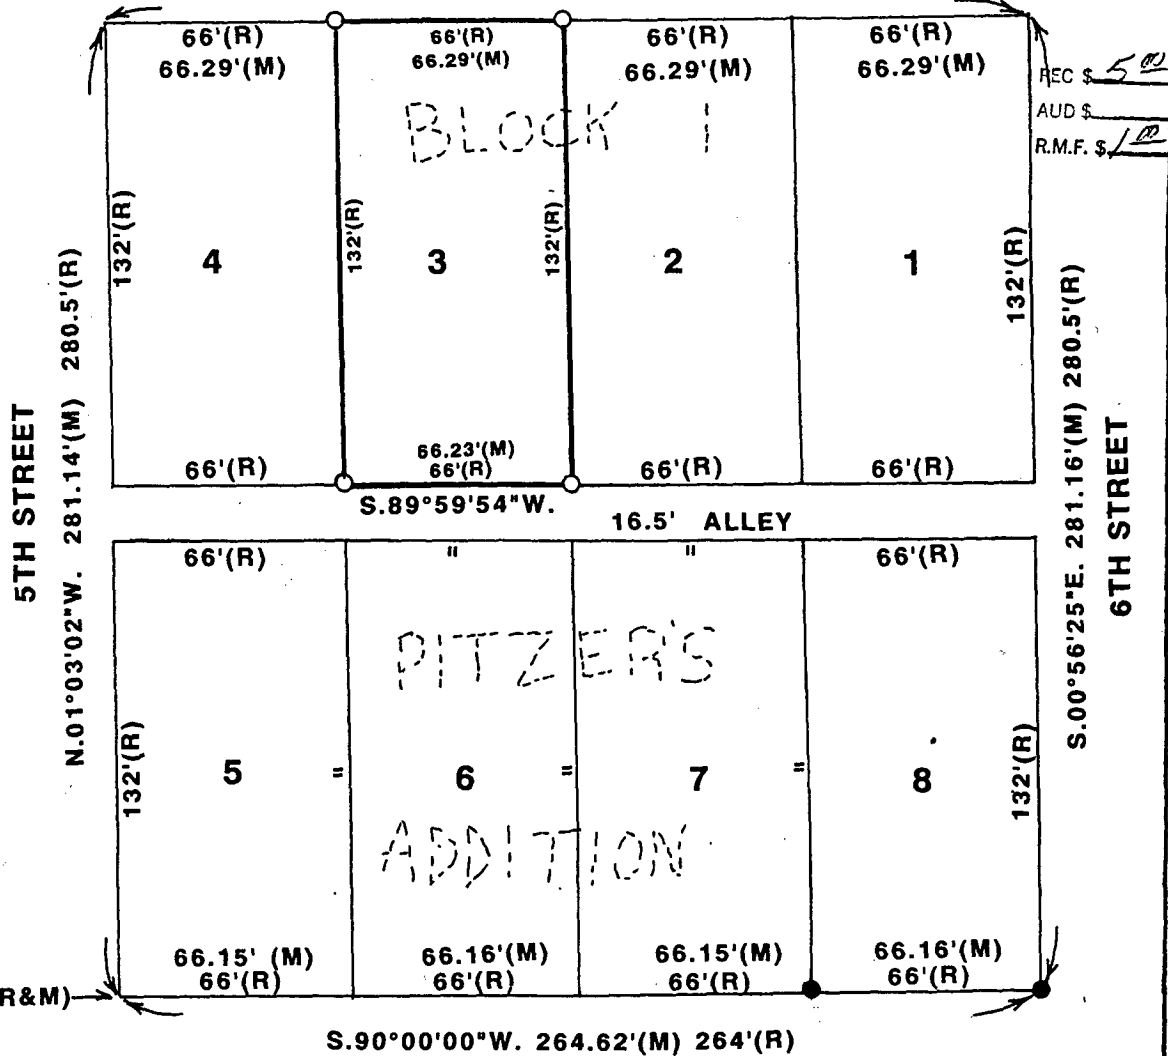 66'(R) 66'(R) 66'(R) 66'(R)
66.29'(M) 66.29'(M) 66.29'(M) 66.29'(M)
REC $ 5 00
AUD $
R.M.F. $ 1 00
BLOCK 1
132'(R) 132'(R) 132'(R) 132'(R)
4 3 2 1
5TH STREET
N.01°03'02"W. 281.14'(M) 280.5'(R)
S.00°56'25"E. 281.16'(M) 280.5'(R)
6TH STREET
66.23'(M)
66'(R) 66'(R) 66'(R) 66'(R)
S.89°59'54"W.
16.5' ALLEY
66'(R) " " 66'(R)
PITZER'S
132'(R) 5 " 6 " 7 " 8 132'(R)
ADDITION
66.15' (M) 66.16'(M) 66.15'(M) 66.16'(M)
66'(R) 66'(R) 66'(R) 66'(R)
R&M)
S.90°00'00"W. 264.62'(M) 264'(R)